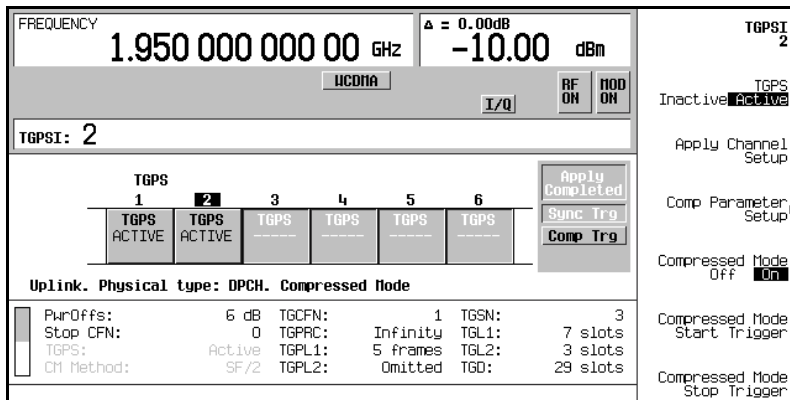 FREQUENCY
1.950 000 000 00 GHz
Δ = 0.00dB
-10.00 dBm
WCDMA
I/Q
RF ON
MOD ON
TGPSI: 2
TGPS
1 2 3 4 5 6
TGPS TGPS TGPS TGPS TGPS TGPS
ACTIVE ACTIVE ----- ----- ----- -----
Apply Completed
Sync Trg
Comp Trg
Uplink. Physical type: DPCH. Compressed Mode
PwrOffs: 6 dB TGCFN: 1 TGSN: 3
Stop CFN: 0 TGPRC: Infinity TGL1: 7 slots
TGPS: Active TGPL1: 5 frames TGL2: 3 slots
CM Method: SF/2 TGPL2: Omitted TGD: 29 slots
TGPSI
2
TGPS
Inactive Active
Apply Channel
Setup
Comp Parameter
Setup
Compressed Mode
Off On
Compressed Mode
Start Trigger
Compressed Mode
Stop Trigger